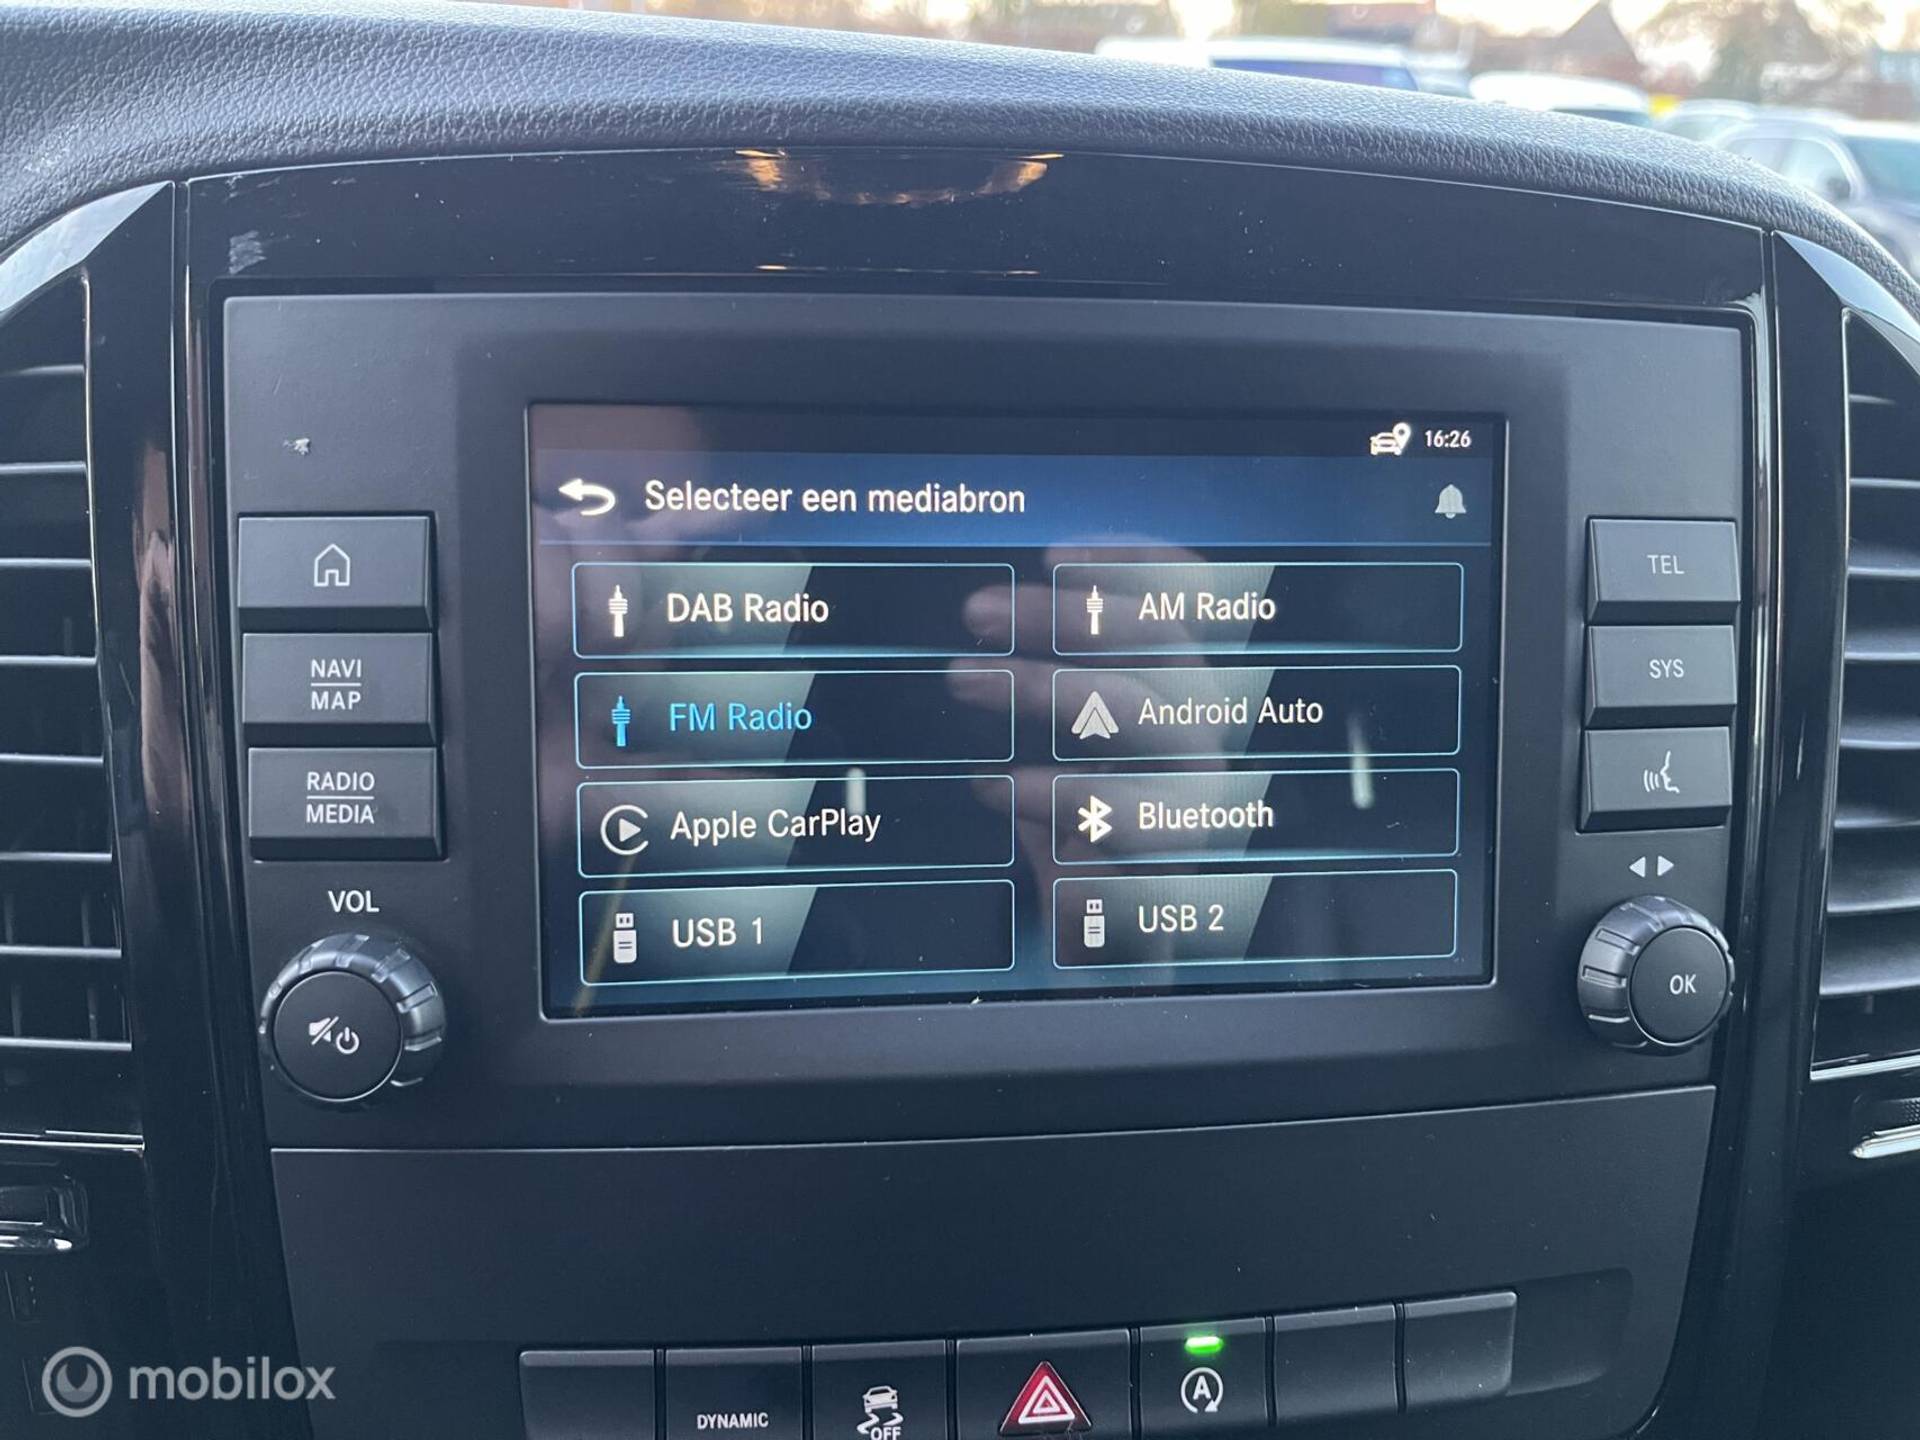 16:26
Selecteer een mediabron
DAB Radio
AM Radio
FM Radio
Android Auto
Apple CarPlay
Bluetooth
USB 1
USB 2
NAVI
MAP
RADIO
MEDIA
VOL
TEL
SYS
OK
DYNAMIC
OFF
A
mobilox